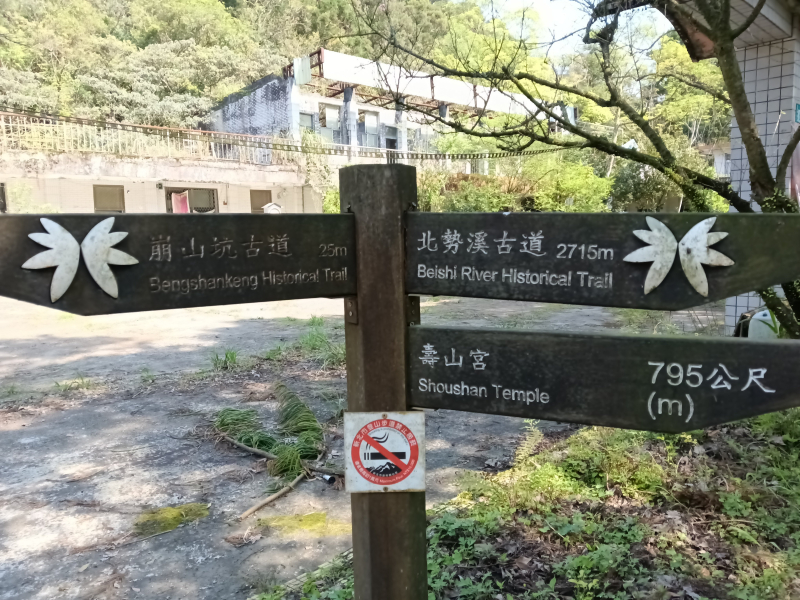 崩山坑古道 25m
Bengshankeng Historical Trail
北勢溪古道 2715m
Beishi River Historical Trail
壽山宮 795公尺
Shoushan Temple (m)